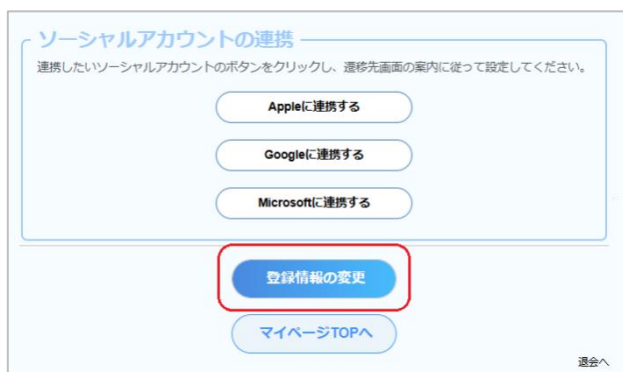 ソーシャルアカウントの連携
連携したいソーシャルアカウントのボタンをクリックし、遷移先画面の案内に従って設定してください。
Appleに連携する
Googleに連携する
Microsoftに連携する
登録情報の変更
マイページTOPへ
退会へ